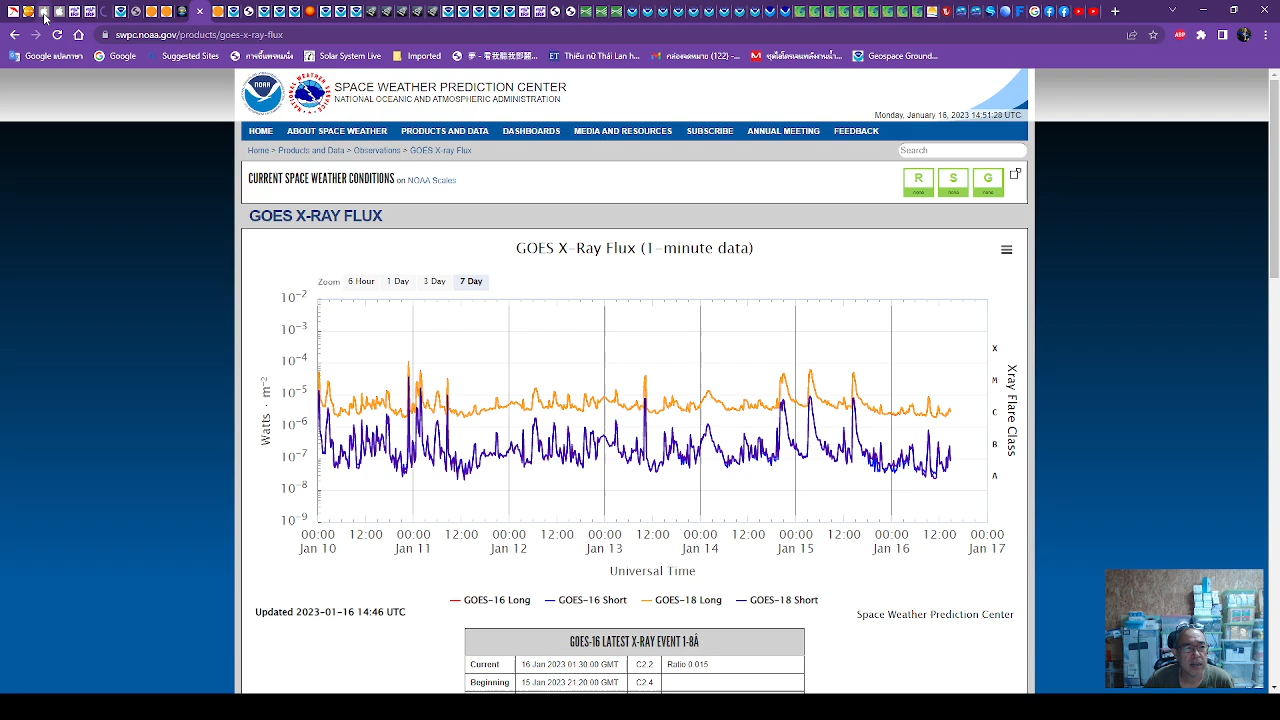 swpc.noaa.gov/products/goes-x-ray-flux
ABP
Google
Suggested Sites
Solar System Live
Imported
ET
M
Geospace Ground...
NOAA
SPACE WEATHER PREDICTION CENTER
NATIONAL OCEANIC AND ATMOSPHERIC ADMINISTRATION
Monday, January 16, 2023 14:51:28 UTC
HOME ABOUT SPACE WEATHER PRODUCTS AND DATA DASHBOARDS MEDIA AND RESOURCES SUBSCRIBE ANNUAL MEETING FEEDBACK
Home › Products and Data › Observations › GOES X-ray Flux
Search
CURRENT SPACE WEATHER CONDITIONS on NOAA Scales
R S G
none none none
GOES X-RAY FLUX
GOES X-Ray Flux (1-minute data)
Zoom 6 Hour 1 Day 3 Day 7 Day
10⁻²
10⁻³
10⁻⁴
10⁻⁵
10⁻⁶
10⁻⁷
10⁻⁸
10⁻⁹
Watts · m⁻²
X
M
C
B
A
Xray Flare Class
00:00 12:00 00:00 12:00 00:00 12:00 00:00 12:00 00:00 12:00 00:00 12:00 00:00 12:00 00:00
Jan 10 Jan 11 Jan 12 Jan 13 Jan 14 Jan 15 Jan 16 Jan 17
Universal Time
GOES-16 Long GOES-16 Short GOES-18 Long GOES-18 Short
Updated 2023-01-16 14:46 UTC
Space Weather Prediction Center
GOES-16 LATEST X-RAY EVENT 1-8Å
Current 16 Jan 2023 01:30:00 GMT C2.2 Ratio 0.015
Beginning 15 Jan 2023 21:20:00 GMT C2.4